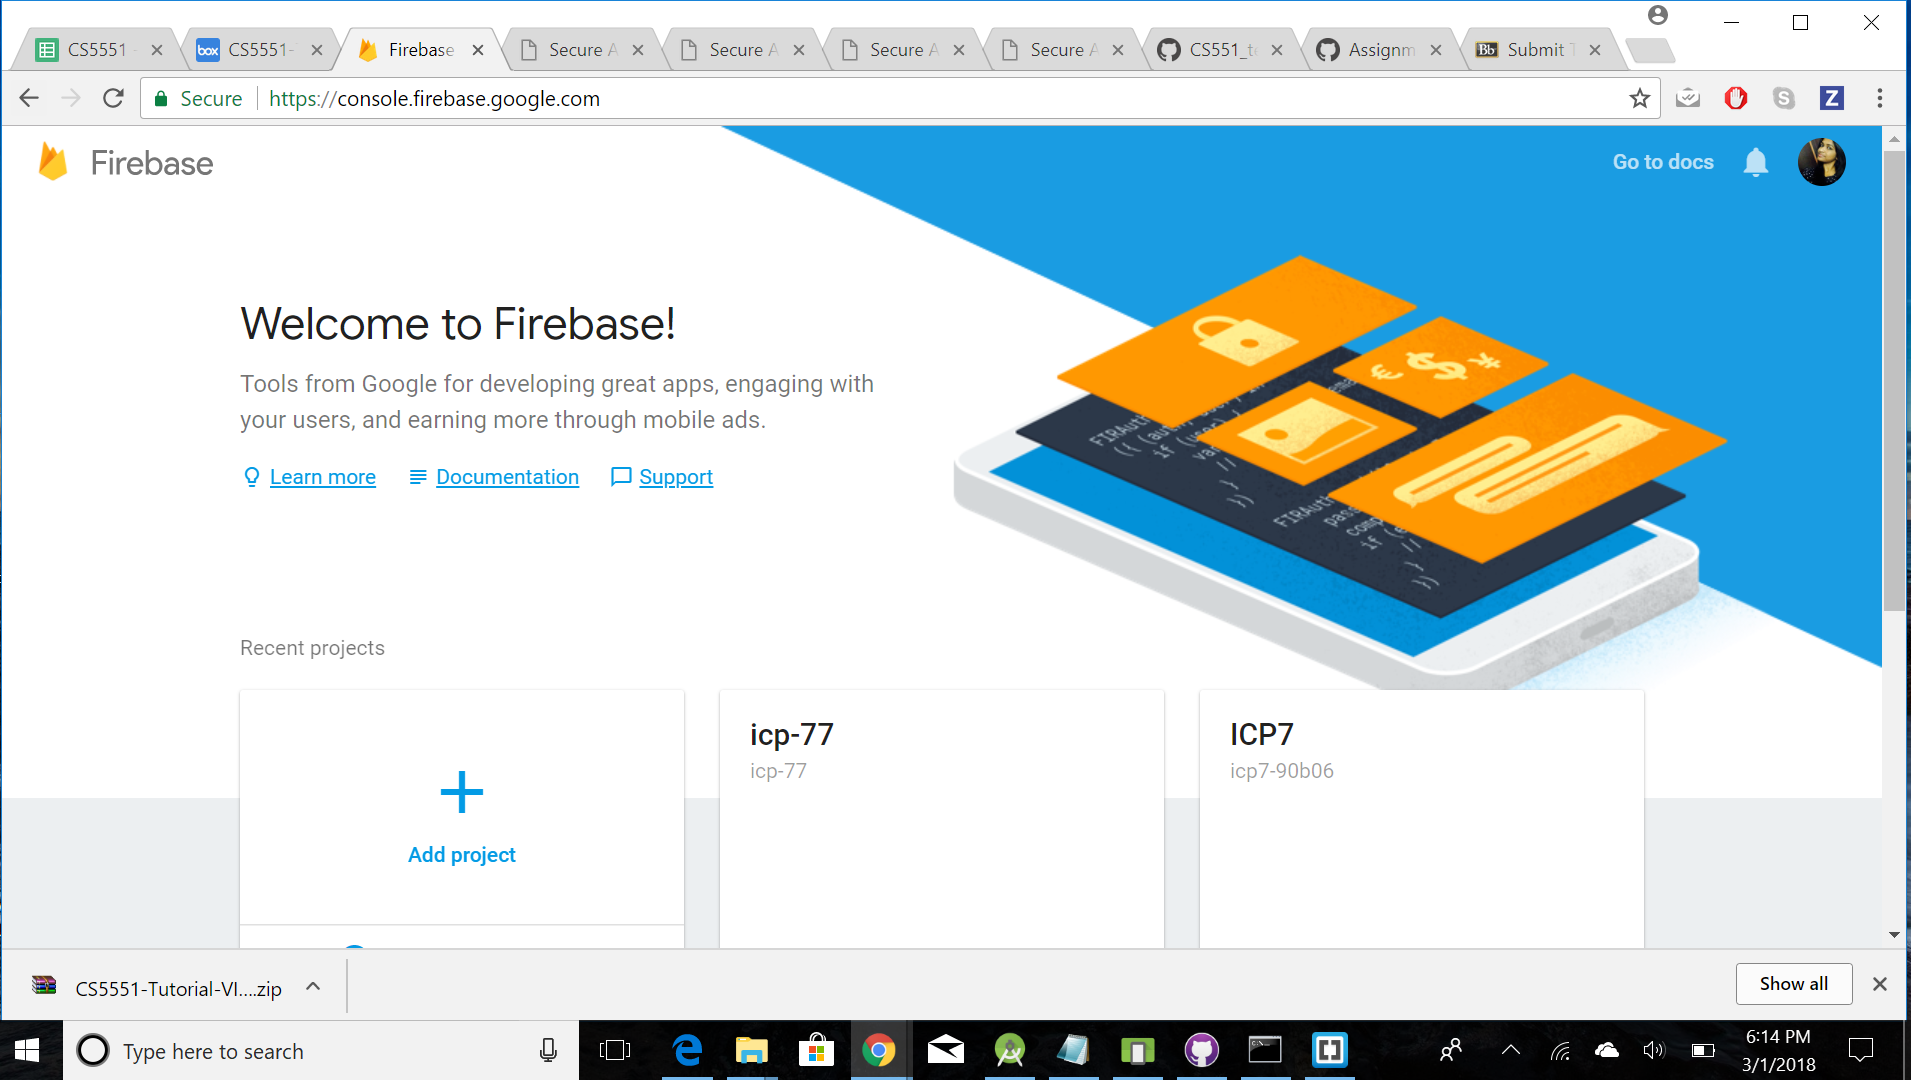 CS5551
CS5551-
Firebase
Secure A
Secure A
Secure A
Secure A
CS551_te
Assignm
Submit T
Secure
https://console.firebase.google.com
Firebase
Go to docs
Welcome to Firebase!
Tools from Google for developing great apps, engaging with
your users, and earning more through mobile ads.
Learn more
Documentation
Support
Recent projects
Add project
icp-77
icp-77
ICP7
icp7-90b06
CS5551-Tutorial-VI....zip
Show all
Type here to search
6:14 PM
3/1/2018